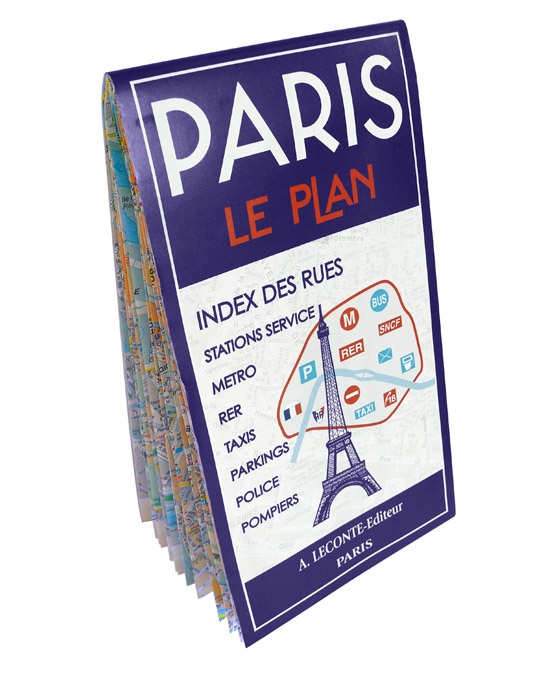 PARIS
LE PLAN
INDEX DES RUES
STATIONS SERVICE
METRO
RER
TAXIS
PARKINGS
POLICE
POMPIERS
BUS
M
SNCF
RER
P
TAXI
18
A. LECONTE-Editeur
PARIS